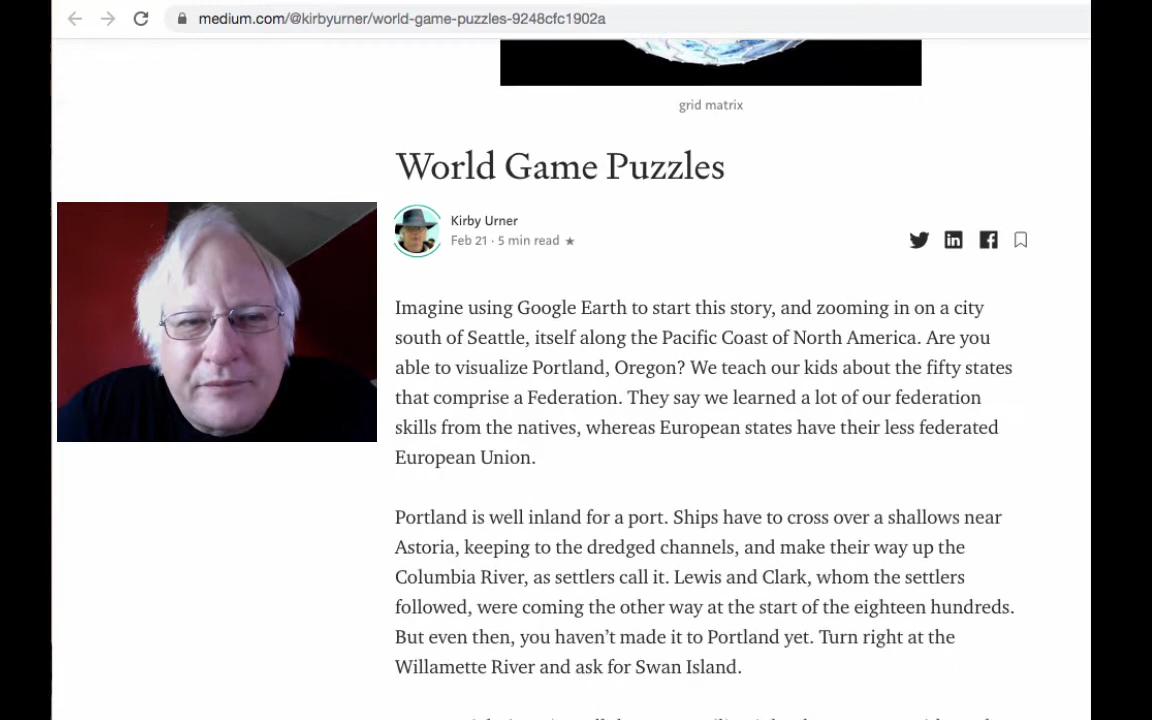 medium.com/@kirbyurner/world-game-puzzles-9248cfc1902a
grid matrix
World Game Puzzles
Kirby Urner
Feb 21 · 5 min read ★
Imagine using Google Earth to start this story, and zooming in on a city
south of Seattle, itself along the Pacific Coast of North America. Are you
able to visualize Portland, Oregon? We teach our kids about the fifty states
that comprise a Federation. They say we learned a lot of our federation
skills from the natives, whereas European states have their less federated
European Union.
Portland is well inland for a port. Ships have to cross over a shallows near
Astoria, keeping to the dredged channels, and make their way up the
Columbia River, as settlers call it. Lewis and Clark, whom the settlers
followed, were coming the other way at the start of the eighteen hundreds.
But even then, you haven’t made it to Portland yet. Turn right at the
Willamette River and ask for Swan Island.